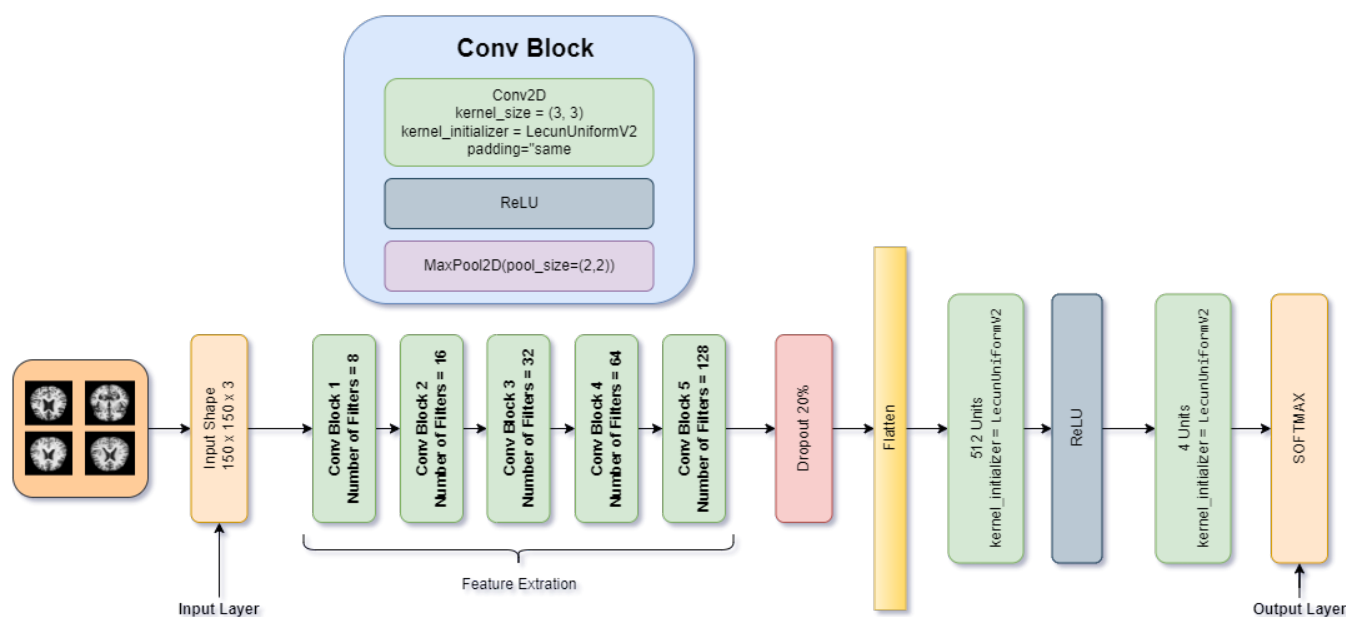 Conv Block
Conv2D
kernel_size = (3, 3)
kernel_initializer = LecunUniformV2
padding="same
ReLU
MaxPool2D(pool_size=(2,2))
Input Shape
150 x 150 x 3
Conv Block 1
Number of Filters = 8
Conv Block 2
Number of Filters = 16
Conv Block 3
Number of Filters = 32
Conv Block 4
Number of Filters = 64
Conv Block 5
Number of Filters = 128
Dropout 20%
Flatten
512 Units
kernel_initializer = LecunUniformV2
ReLU
4 Units
kernel_initializer = LecunUniformV2
SOFTMAX
Feature Extration
Input Layer
Output Layer